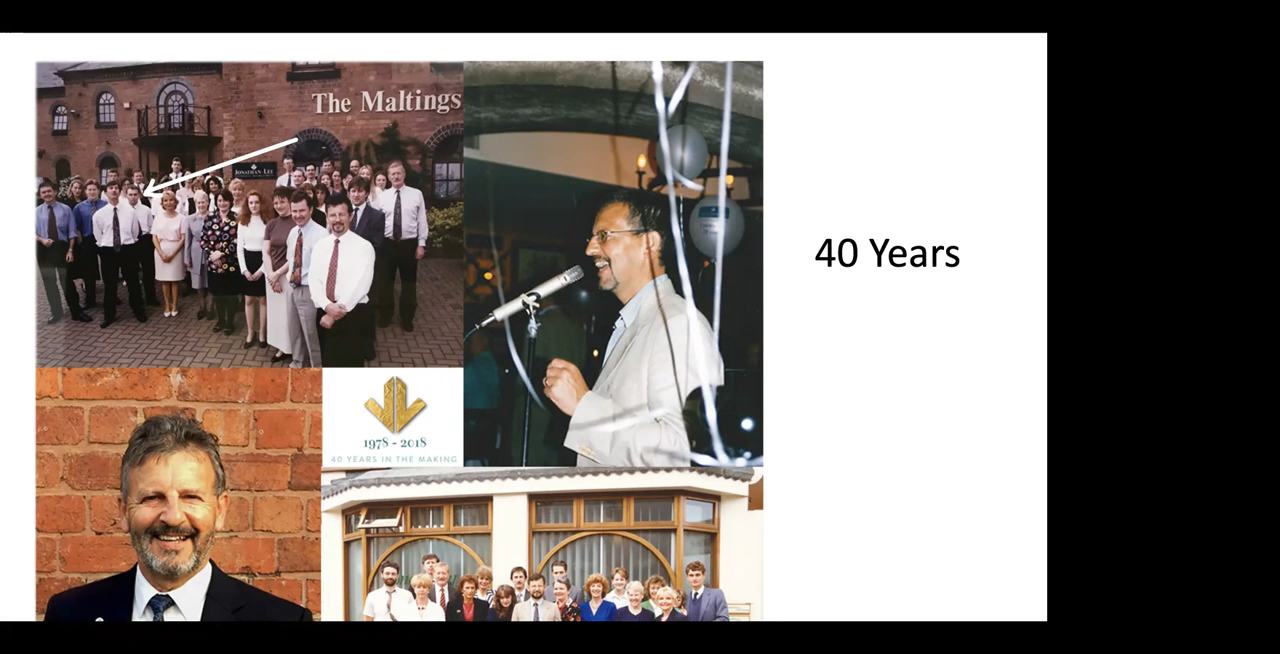 The Maltings
JONATHAN LEE
40 Years
1978 - 2018
40 YEARS IN THE MAKING